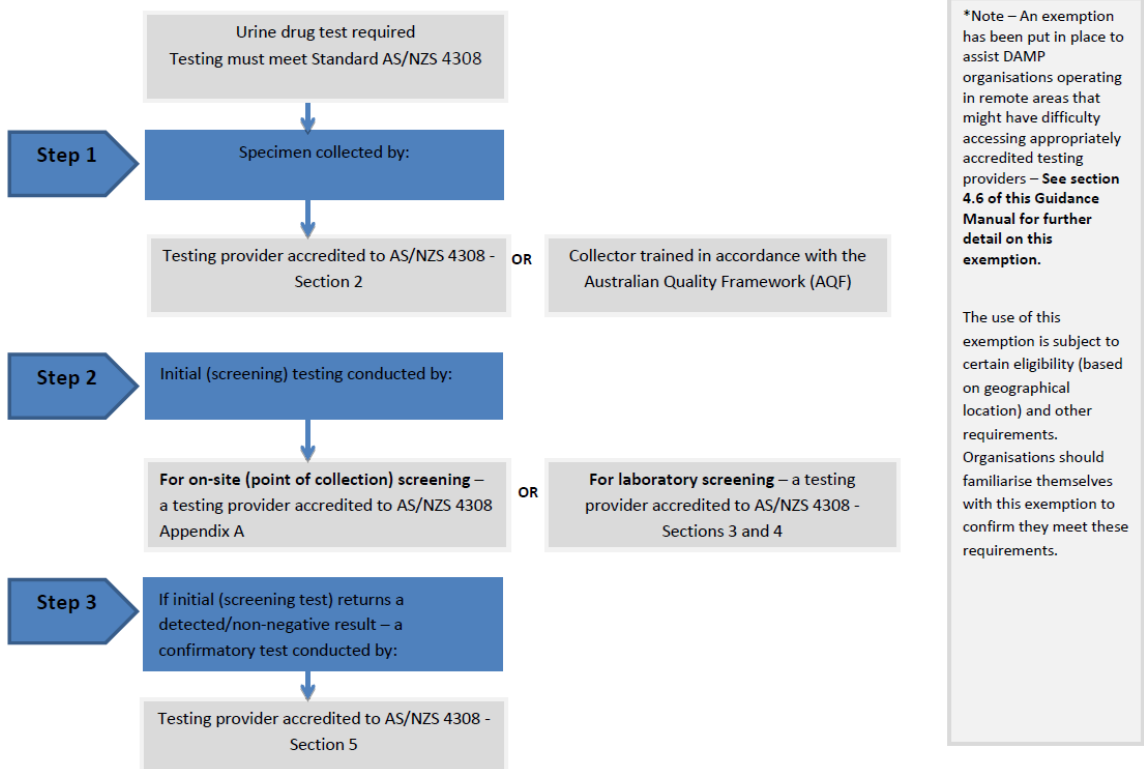 Urine drug test required
Testing must meet Standard AS/NZS 4308
Step 1
Specimen collected by:
Testing provider accredited to AS/NZS 4308 -
Section 2
OR
Collector trained in accordance with the
Australian Quality Framework (AQF)
Step 2
Initial (screening) testing conducted by:
For on-site (point of collection) screening –
a testing provider accredited to AS/NZS 4308
Appendix A
OR
For laboratory screening – a testing
provider accredited to AS/NZS 4308 -
Sections 3 and 4
Step 3
If initial (screening test) returns a
detected/non-negative result – a
confirmatory test conducted by:
Testing provider accredited to AS/NZS 4308 -
Section 5
*Note – An exemption
has been put in place to
assist DAMP
organisations operating
in remote areas that
might have difficulty
accessing appropriately
accredited testing
providers – See section
4.6 of this Guidance
Manual for further
detail on this
exemption.
The use of this
exemption is subject to
certain eligibility (based
on geographical
location) and other
requirements.
Organisations should
familiarise themselves
with this exemption to
confirm they meet these
requirements.